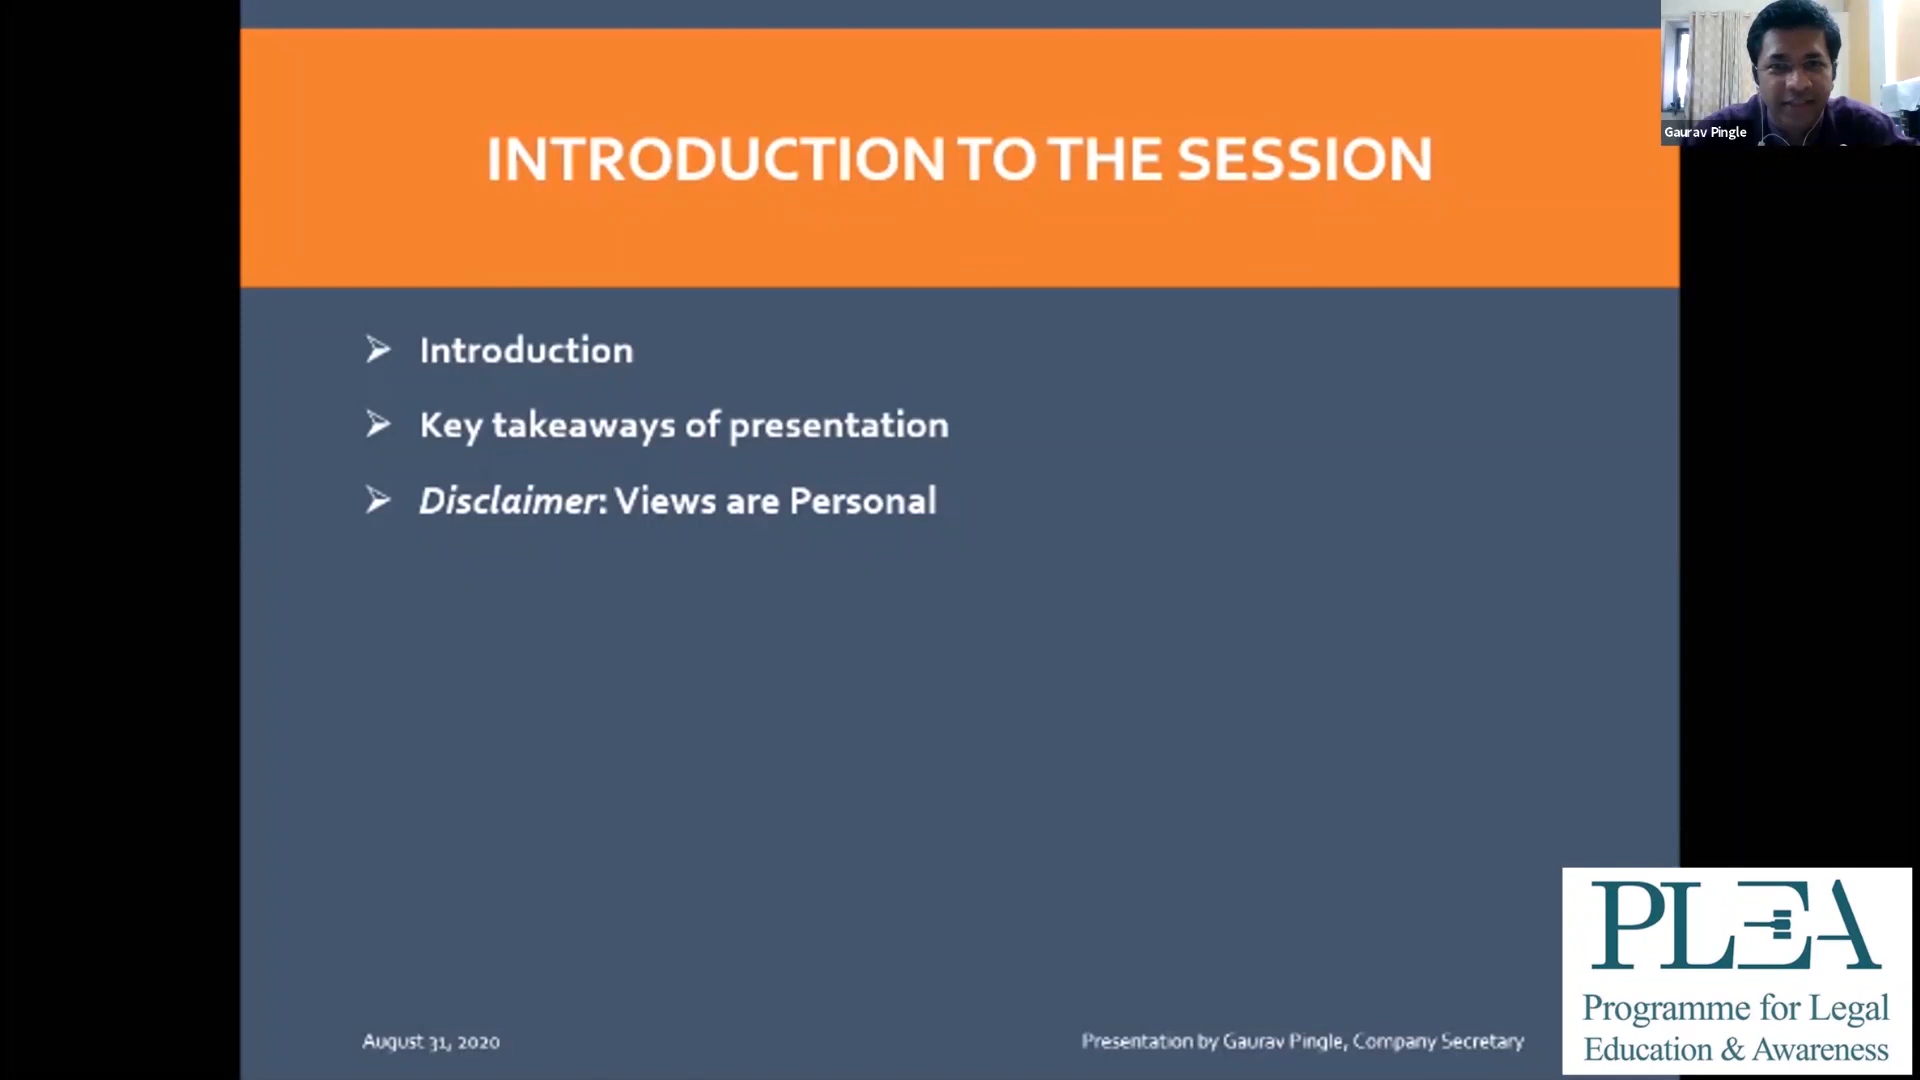 INTRODUCTION TO THE SESSION
Gaurav Pingle
➢ Introduction
➢ Key takeaways of presentation
➢ Disclaimer: Views are Personal
August 31, 2020
Presentation by Gaurav Pingle, Company Secretary
PLEA
Programme for Legal
Education & Awareness